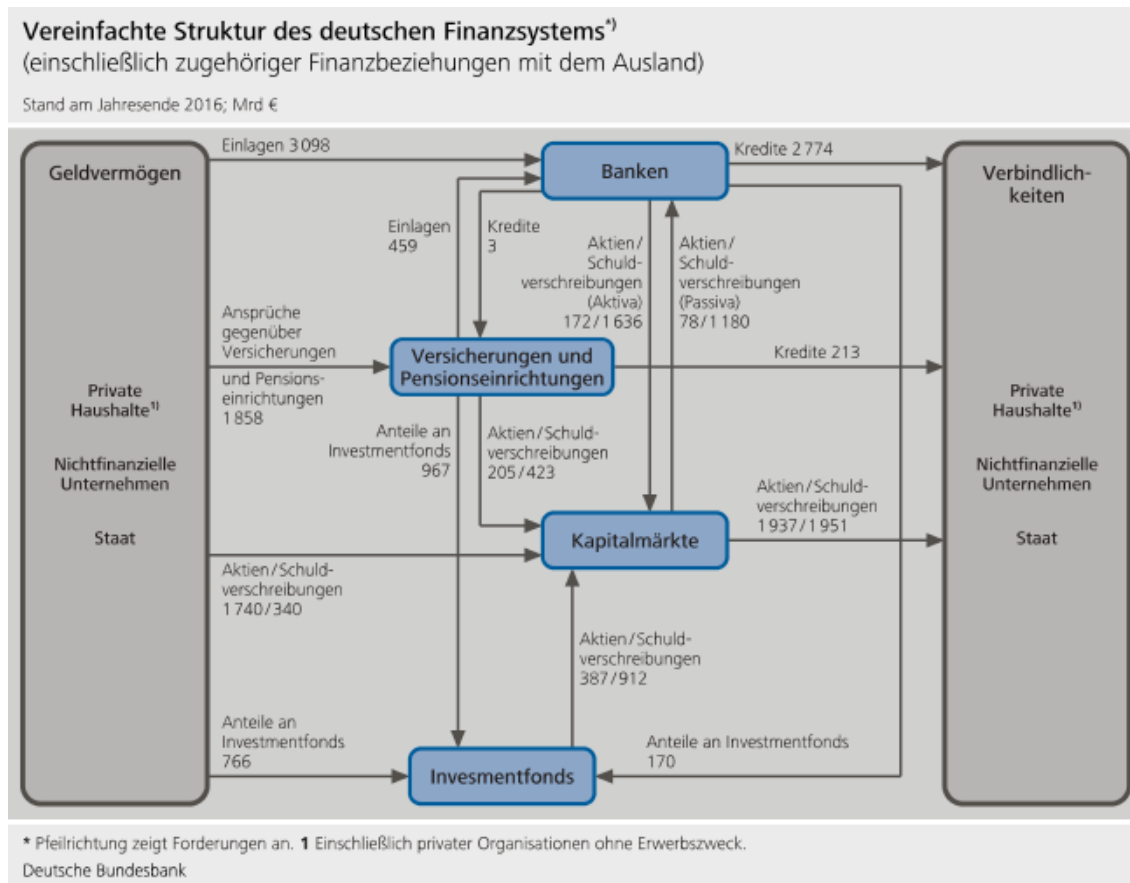 Vereinfachte Struktur des deutschen Finanzsystems*)
(einschließlich zugehöriger Finanzbeziehungen mit dem Ausland)
Stand am Jahresende 2016; Mrd €
Geldvermögen
Private
Haushalte¹⁾
Nichtfinanzielle
Unternehmen
Staat
Einlagen 3 098
Banken
Kredite 2 774
Verbindlich-
keiten
Private
Haushalte¹⁾
Nichtfinanzielle
Unternehmen
Staat
Einlagen
459
Kredite
3
Aktien/
Schuld-
verschreibungen
(Aktiva)
172/1 636
Aktien/
Schuld-
verschreibungen
(Passiva)
78/1 180
Ansprüche
gegenüber
Versicherungen
und Pensions-
einrichtungen
1 858
Versicherungen und
Pensionseinrichtungen
Kredite 213
Anteile an
Investmentfonds
967
Aktien/Schuld-
verschreibungen
205/423
Kapitalmärkte
Aktien/Schuld-
verschreibungen
1 937/1 951
Aktien/Schuld-
verschreibungen
1 740/340
Aktien/Schuld-
verschreibungen
387/912
Anteile an
Investmentfonds
766
Invesmentfonds
Anteile an Investmentfonds
170
* Pfeilrichtung zeigt Forderungen an. 1 Einschließlich privater Organisationen ohne Erwerbszweck.
Deutsche Bundesbank